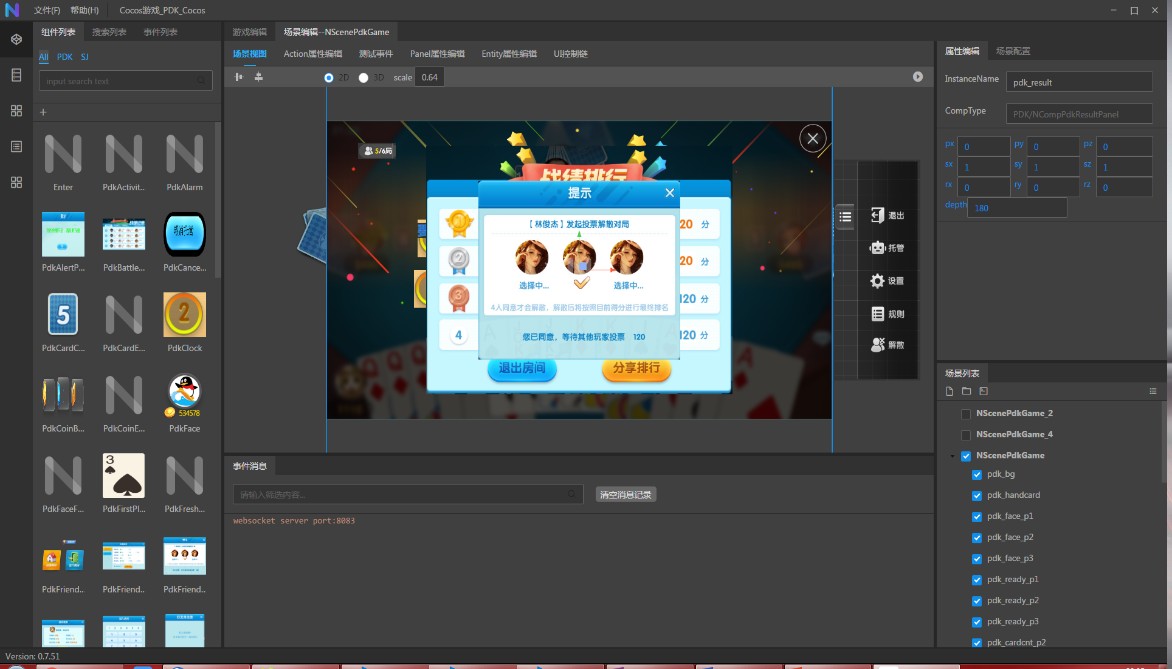 文件(F) 帮助(H) Cocos游戏_PDK_Cocos
组件列表 搜索列表 事件列表
All PDK SJ
input search text
+
Enter PdkActivit... PdkAlarm
PdkAlertP... PdkBattle... PdkCance...
PdkCardC... PdkCardE... PdkClock
PdkCoinB... PdkCoinE... PdkFace
534578
PdkFaceF... PdkFirstPl... PdkFresh...
PdkFriend.. PdkFriend.. PdkFriend..
Version: 0.7.51
游戏编辑 场景编辑--NScenePdkGame
场景视图 Action属性编辑 测试事件 Panel属性编辑 Entity属性编辑 UI控制链
2D 3D scale 0.64
5/6局
战绩排行
提示
【 林俊杰 】发起投票解散对局
选择中... 选择中...
4人同意才会解散，解散后将按照目前得分进行最终排名
您已同意，等待其他玩家投票 120
20 分
20 分
120 分
4 120 分
退出房间 分享排行
退出
托管
设置
规则
解散
事件消息
请输入筛选内容... 清空消息记录
websocket server port:8083
属性编辑 场景配置
InstanceName pdk_result
CompType PDK/NCompPdkResultPanel
px 0 py 0 pz 0
sx 1 sy 1 sz 1
rx 0 ry 0 rz 0
depth 180
场景列表
NScenePdkGame_2
NScenePdkGame_4
NScenePdkGame
pdk_bg
pdk_handcard
pdk_face_p1
pdk_face_p2
pdk_face_p3
pdk_ready_p1
pdk_ready_p2
pdk_ready_p3
pdk_cardcnt_p2